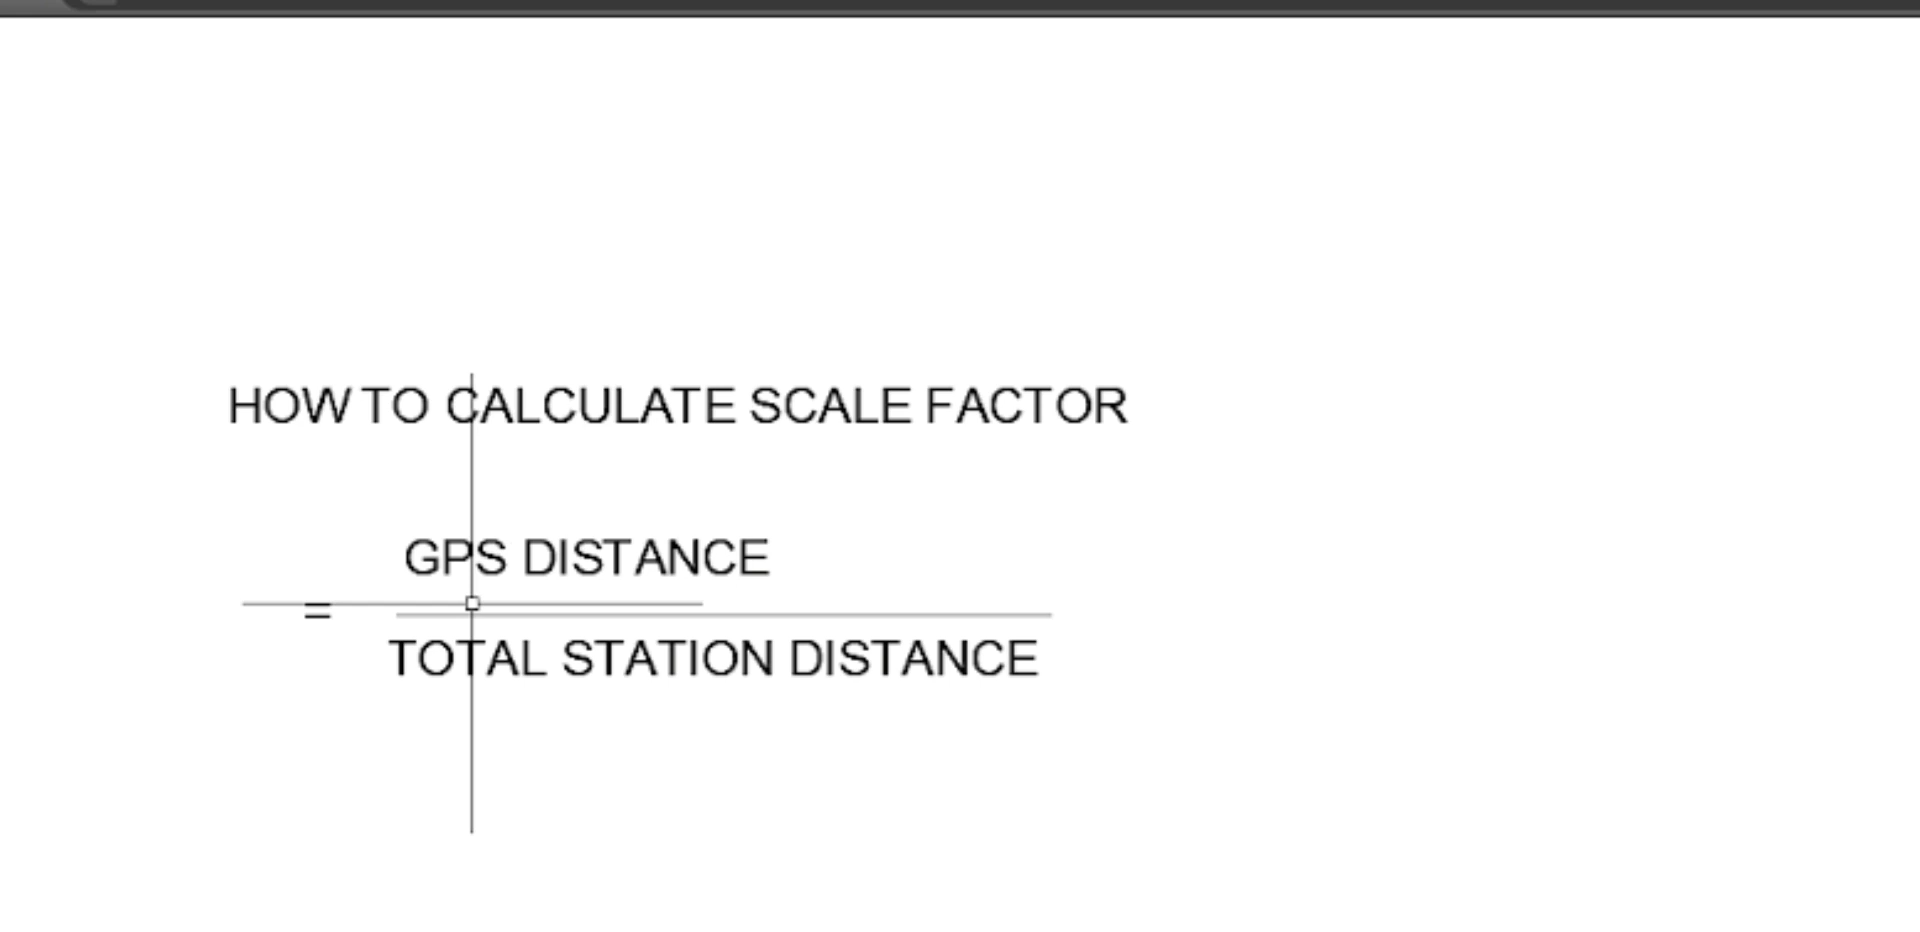 HOW TO CALCULATE SCALE FACTOR
GPS DISTANCE
=
TOTAL STATION DISTANCE